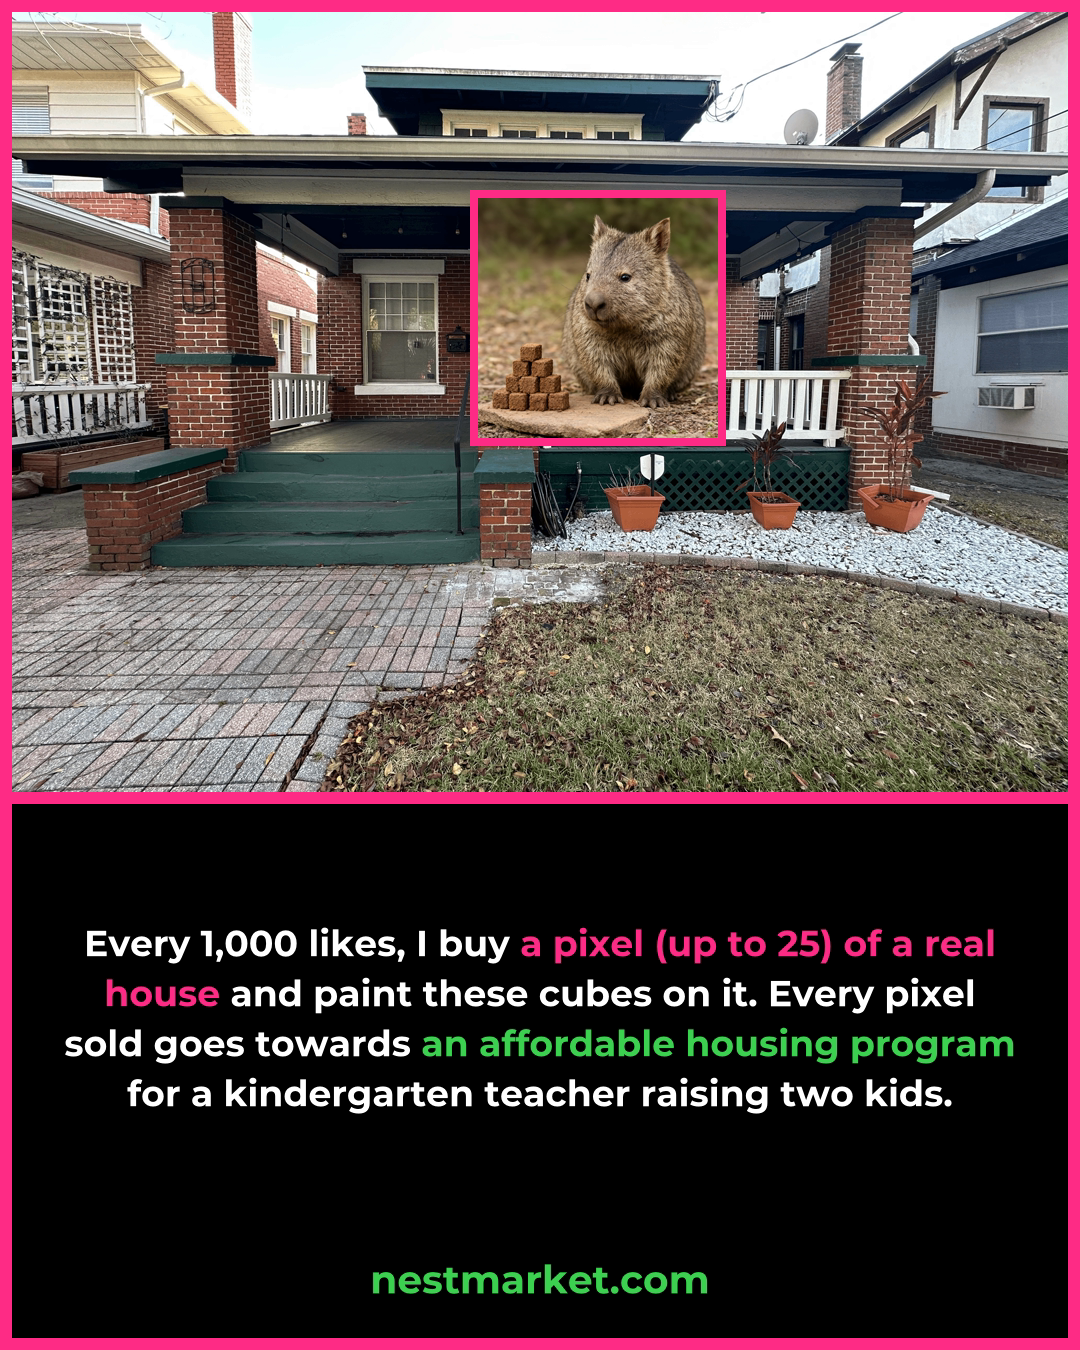 Every 1,000 likes, I buy a pixel (up to 25) of a real
house and paint these cubes on it. Every pixel
sold goes towards an affordable housing program
for a kindergarten teacher raising two kids.
nestmarket.com